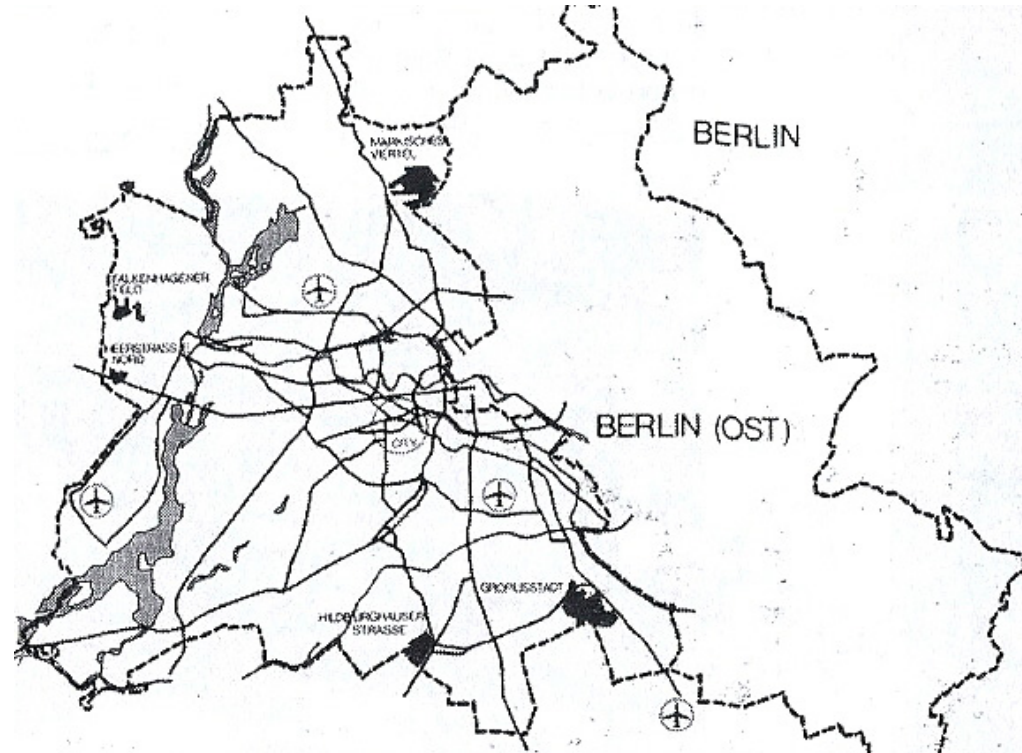 MÄRKISCHES
VIERTEL
BERLIN
FALKENHAGENER
FELD
HEERSTRASSE
NORD
BERLIN (OST)
CITY
GROPIUSSTADT
HILDBURGHAUSER
STRASSE